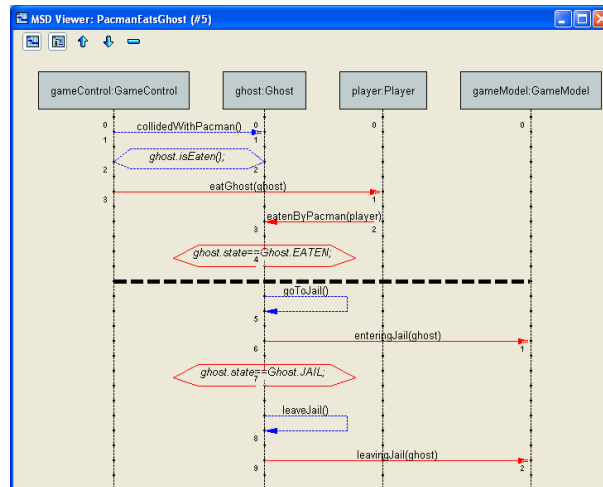 MSD Viewer: PacmanEatsGhost (#5)
gameControl:GameControl ghost:Ghost player:Player gameModel:GameModel
0 0 0 0
collidedWithPacman()
1 1
ghost.isEaten();
2 2
eatGhost(ghost)
3 1
eatenByPacman(player)
3 2
ghost.state==Ghost.EATEN;
4
goToJail()
5
enteringJail(ghost)
6 1
ghost.state==Ghost.JAIL;
7
leaveJail()
8
leavingJail(ghost)
9 2